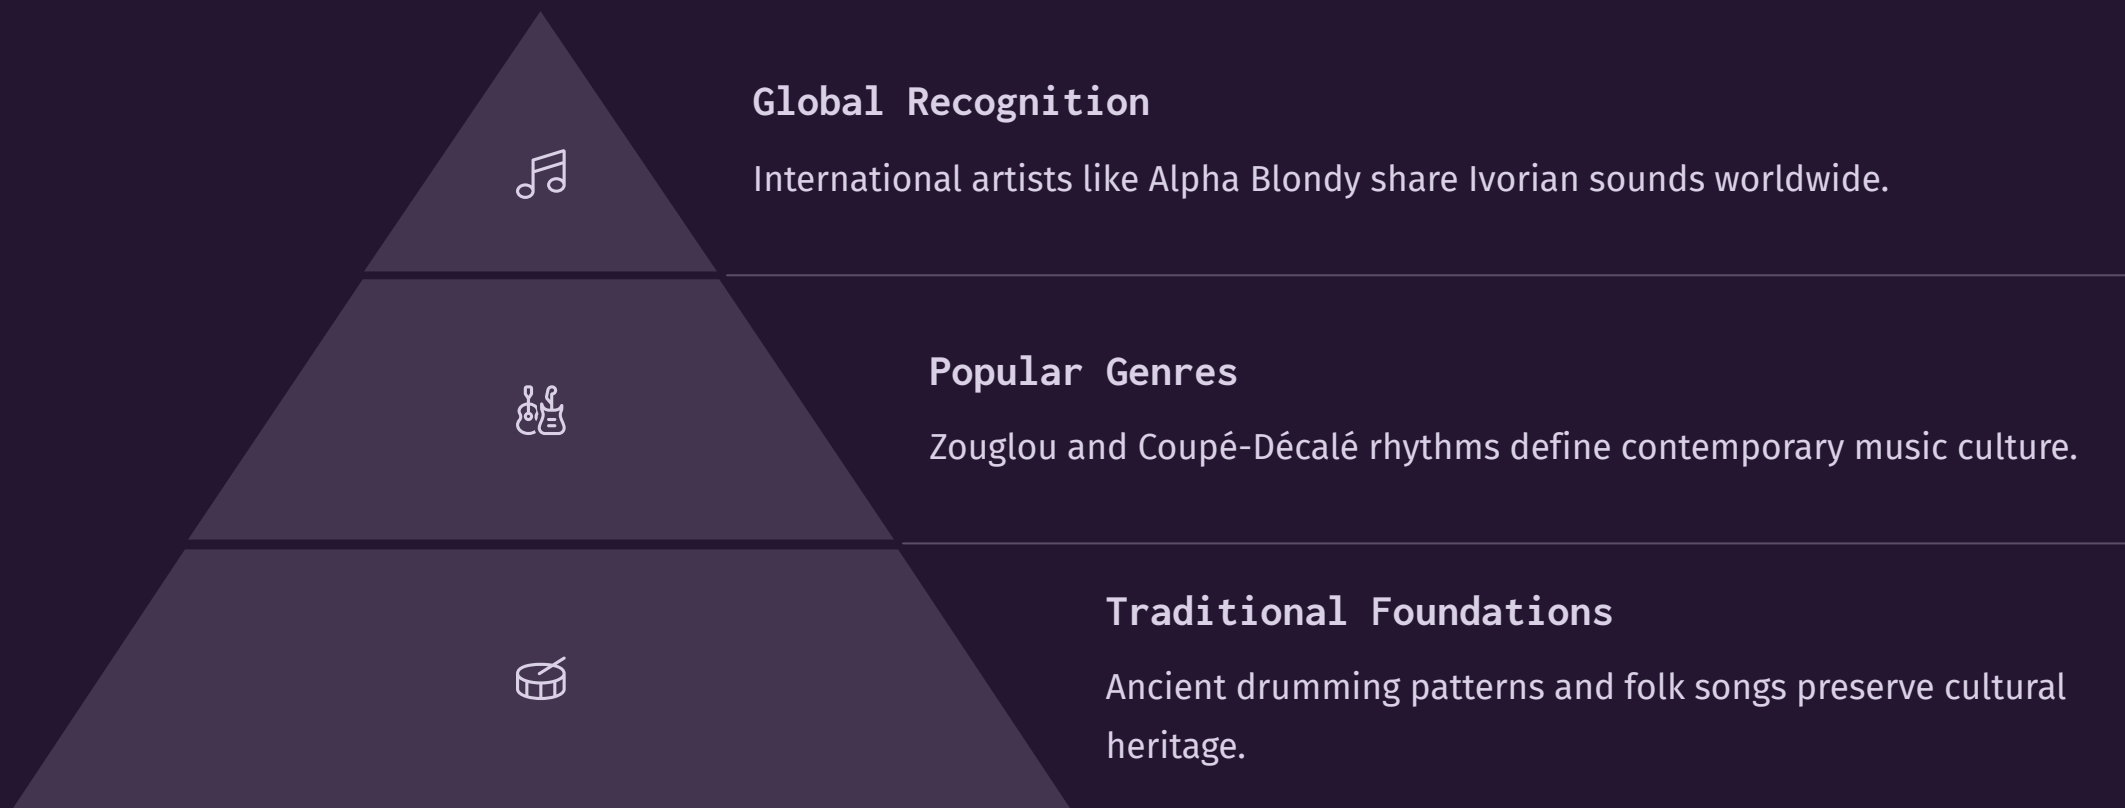 Global Recognition
International artists like Alpha Blondy share Ivorian sounds worldwide.
Popular Genres
Zouglou and Coupé-Décalé rhythms define contemporary music culture.
Traditional Foundations
Ancient drumming patterns and folk songs preserve cultural
heritage.